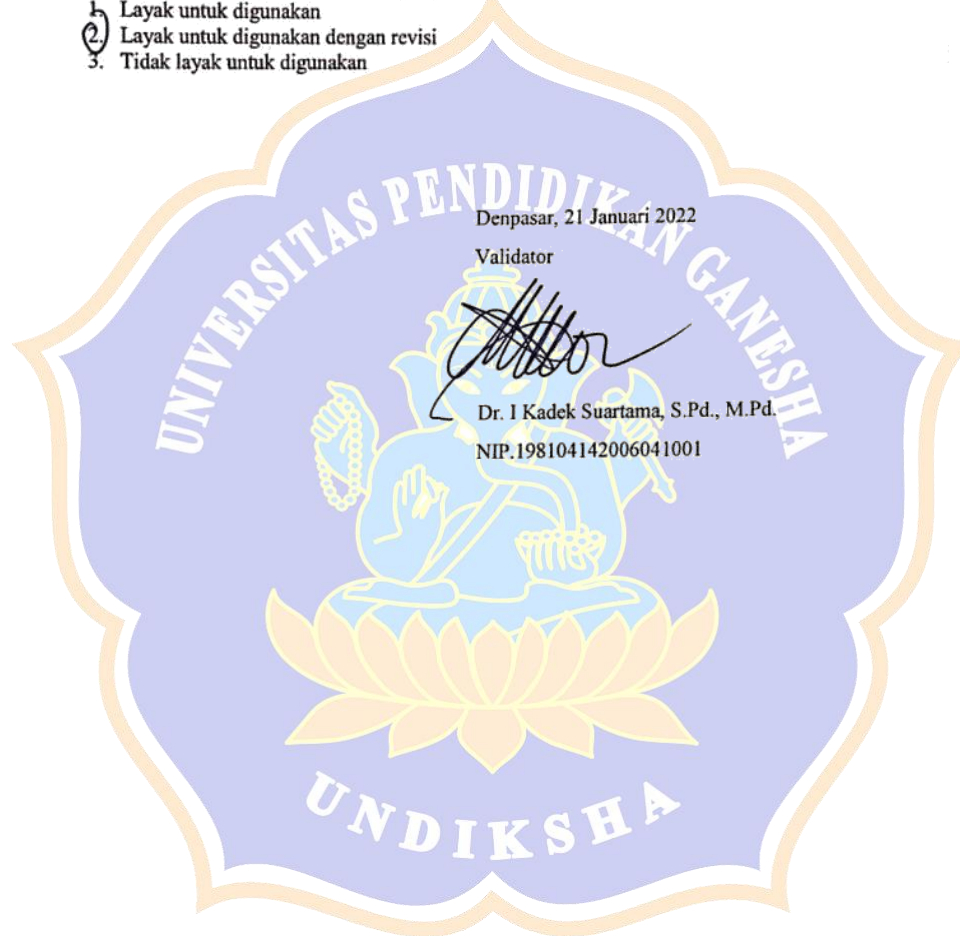 1. Layak untuk digunakan
2. Layak untuk digunakan dengan revisi
3. Tidak layak untuk digunakan
UNIVERSITAS PENDIDIKAN GANESHA
Denpasar, 21 Januari 2022
Validator
Dr. I Kadek Suartama, S.Pd., M.Pd.
NIP.198104142006041001
UNDIKSHA